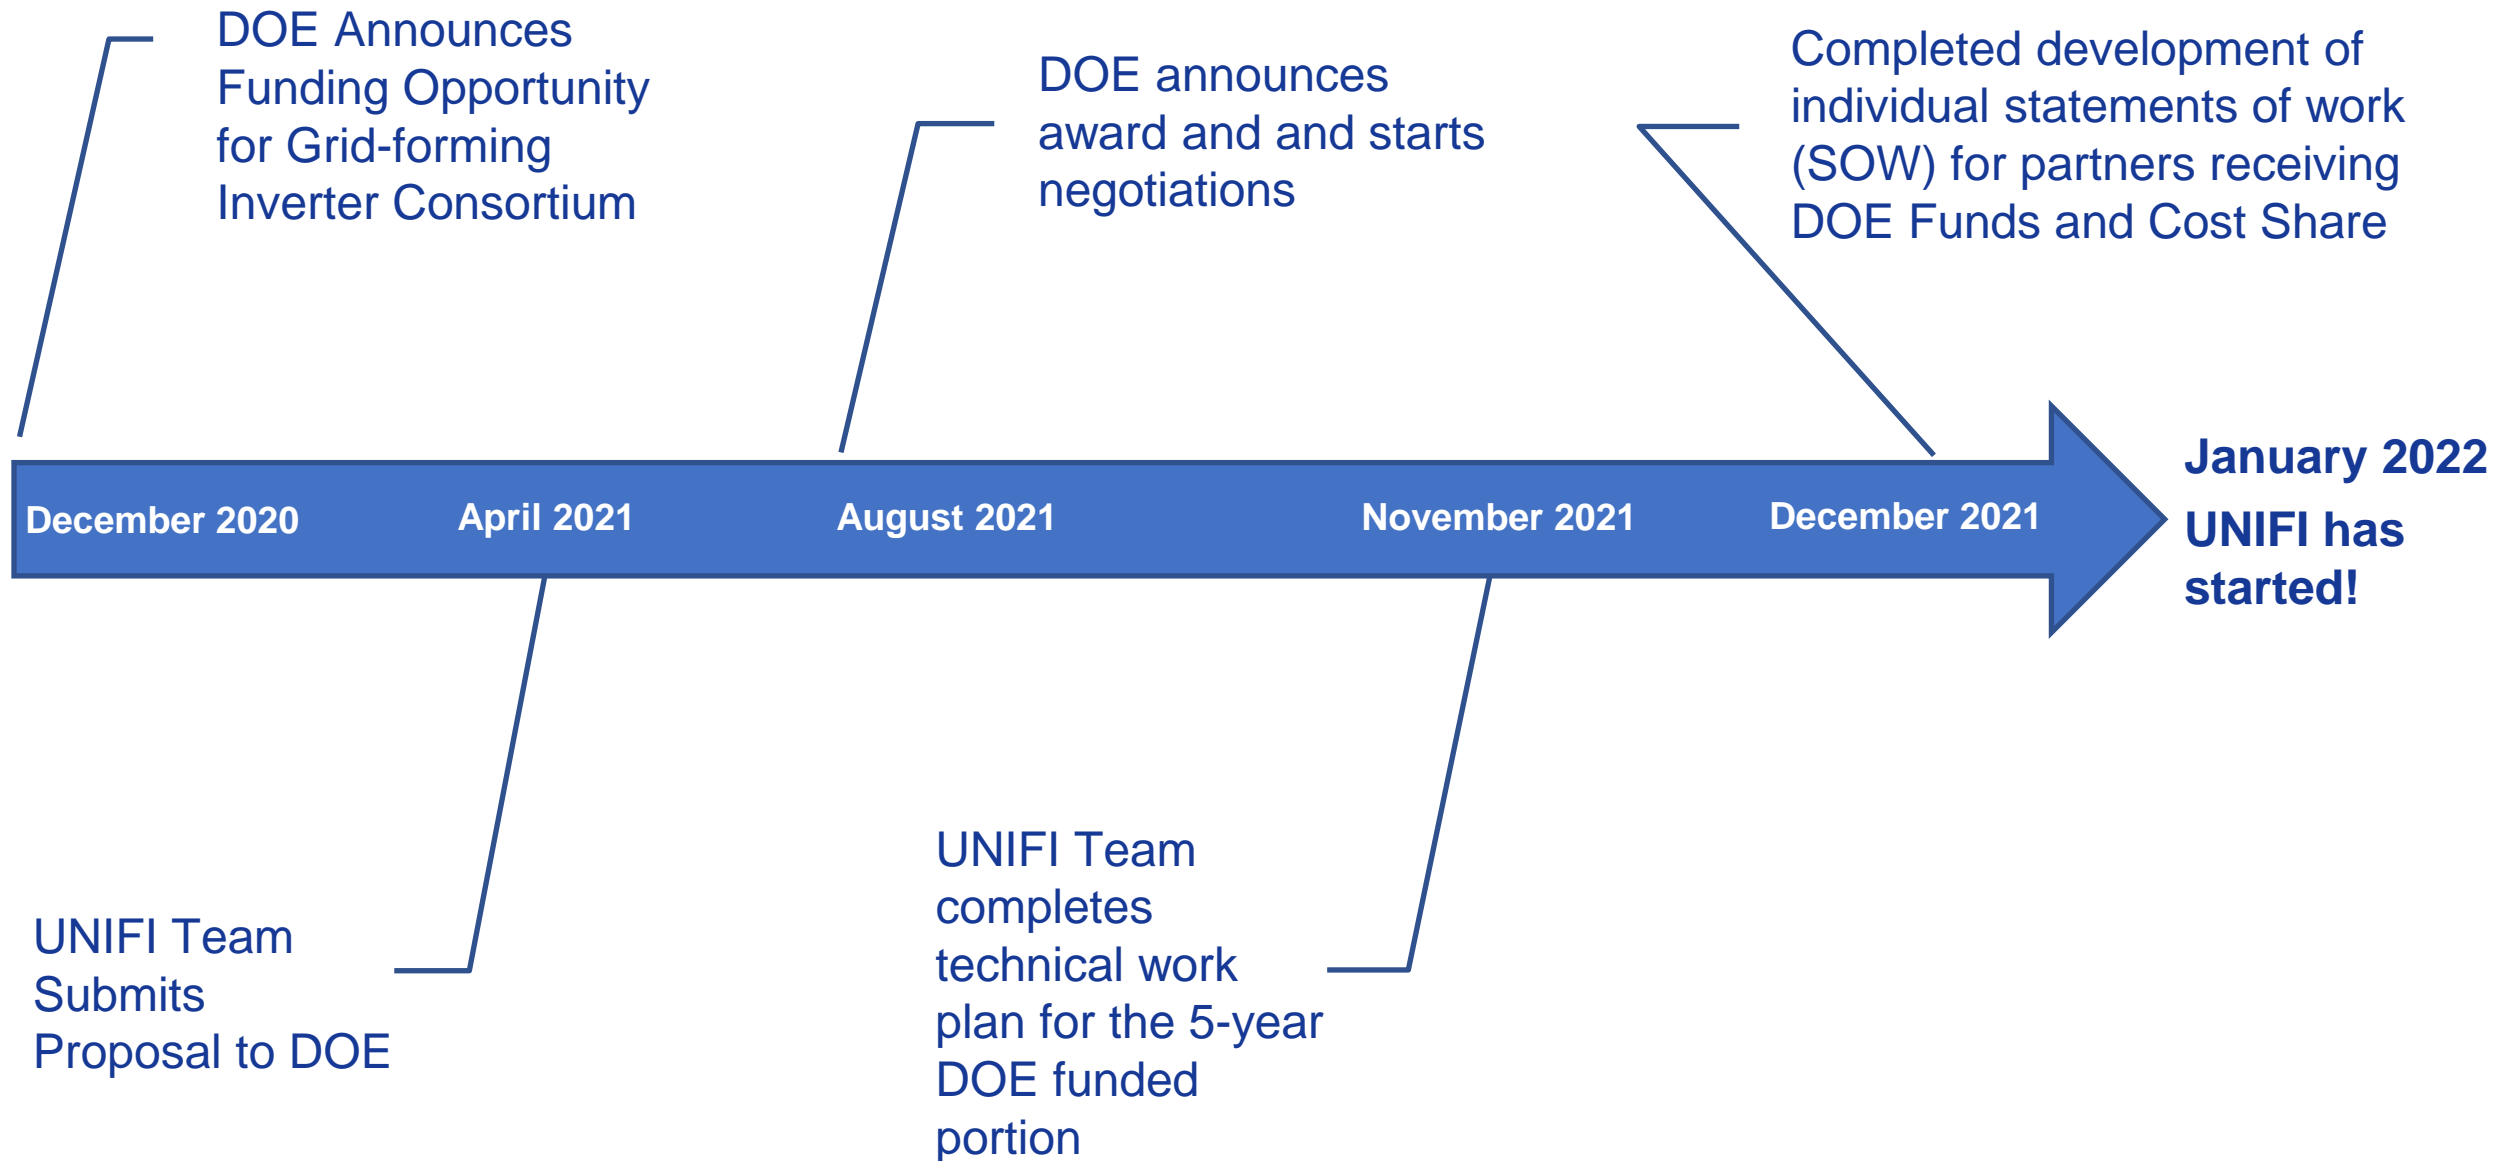 DOE Announces
Funding Opportunity
for Grid-forming
Inverter Consortium
DOE announces
award and and starts
negotiations
Completed development of
individual statements of work
(SOW) for partners receiving
DOE Funds and Cost Share
December 2020
April 2021
August 2021
November 2021
December 2021
January 2022
UNIFI has
started!
UNIFI Team
Submits
Proposal to DOE
UNIFI Team
completes
technical work
plan for the 5-year
DOE funded
portion